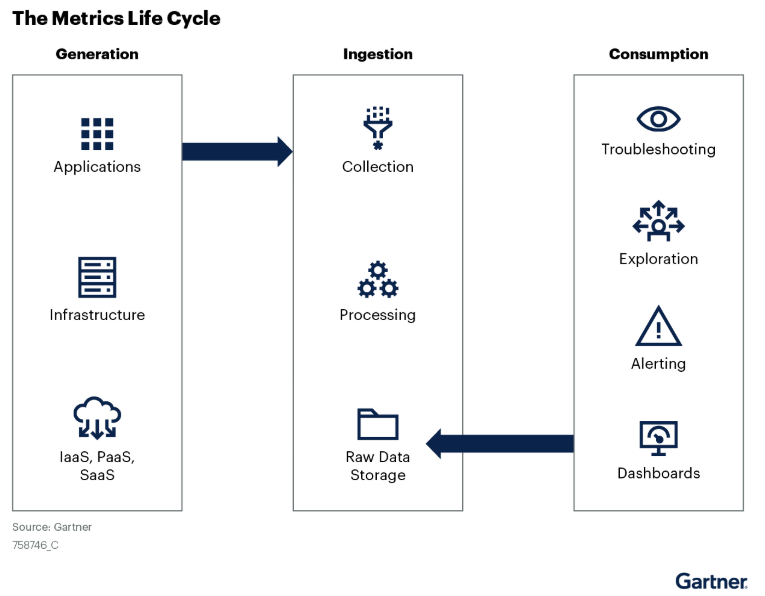 The Metrics Life Cycle
Generation
Ingestion
Consumption
Applications
Infrastructure
IaaS, PaaS,
SaaS
Collection
Processing
Raw Data
Storage
Troubleshooting
Exploration
Alerting
Dashboards
Source: Gartner
758746_C
Gartner